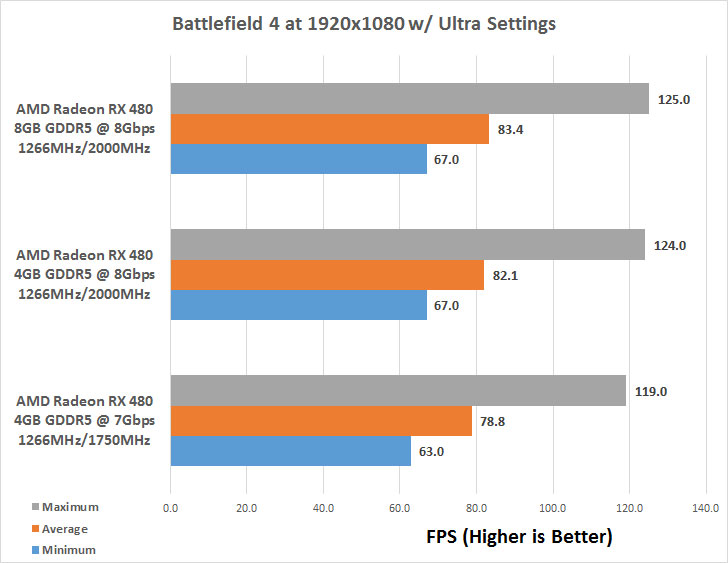 Battlefield 4 at 1920x1080 w/ Ultra Settings
AMD Radeon RX 480
8GB GDDR5 @ 8Gbps
1266MHz/2000MHz
125.0
83.4
67.0
AMD Radeon RX 480
4GB GDDR5 @ 8Gbps
1266MHz/2000MHz
124.0
82.1
67.0
AMD Radeon RX 480
4GB GDDR5 @ 7Gbps
1266MHz/1750MHz
119.0
78.8
63.0
Maximum
Average
Minimum
0.0 20.0 40.0 60.0 80.0 100.0 120.0 140.0
FPS (Higher is Better)